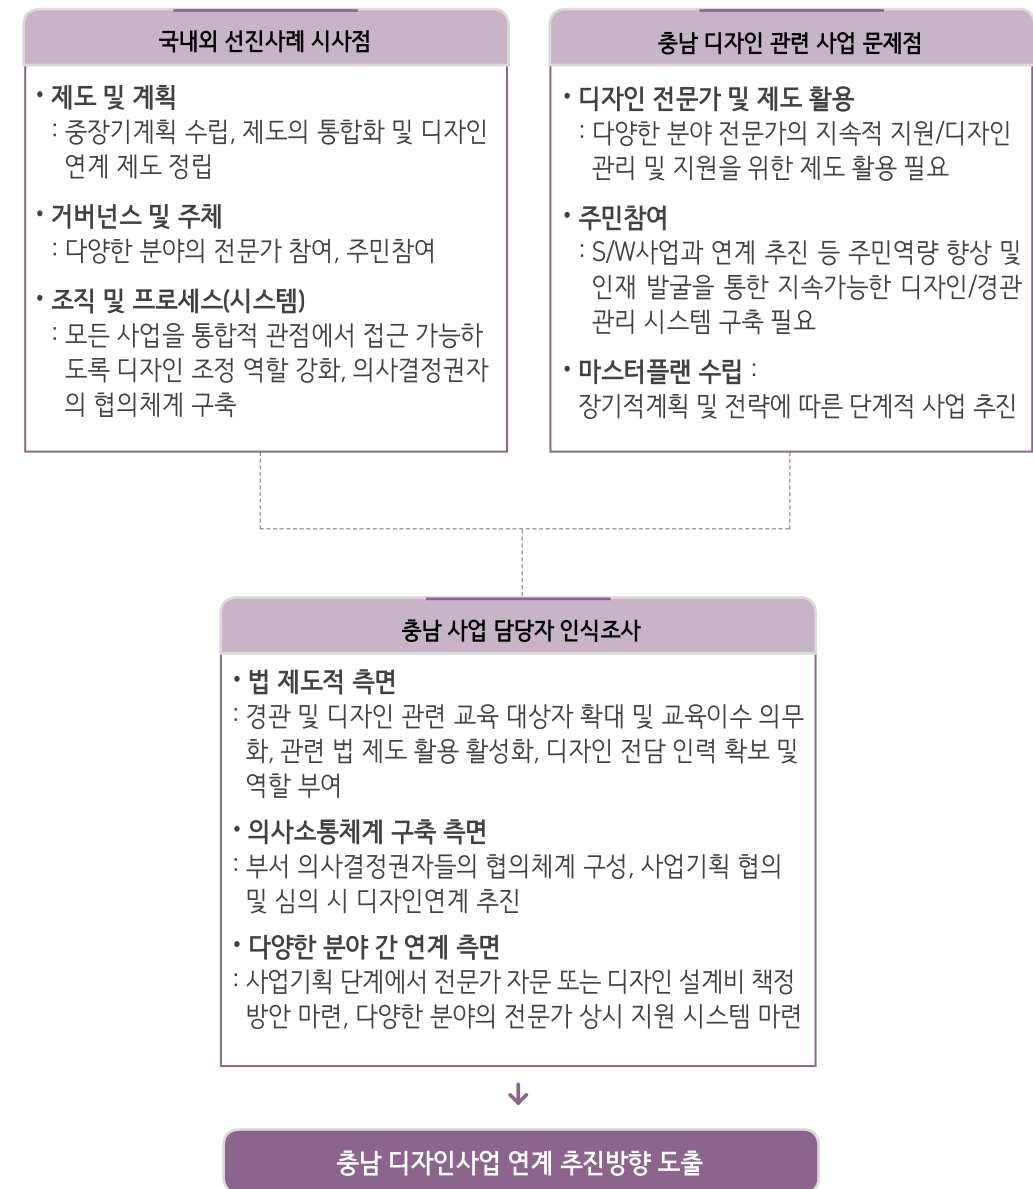 국내외 선진사례 시사점
• 제도 및 계획
: 중장기계획 수립, 제도의 통합화 및 디자인
연계 제도 정립
• 거버넌스 및 주체
: 다양한 분야의 전문가 참여, 주민참여
• 조직 및 프로세스(시스템)
: 모든 사업을 통합적 관점에서 접근 가능하
도록 디자인 조정 역할 강화, 의사결정권자
의 협의체계 구축
충남 디자인 관련 사업 문제점
• 디자인 전문가 및 제도 활용
: 다양한 분야 전문가의 지속적 지원/디자인
관리 및 지원을 위한 제도 활용 필요
• 주민참여
: S/W사업과 연계 추진 등 주민역량 향상 및
인재 발굴을 통한 지속가능한 디자인/경관
관리 시스템 구축 필요
• 마스터플랜 수립 :
장기적계획 및 전략에 따른 단계적 사업 추진
충남 사업 담당자 인식조사
• 법 제도적 측면
: 경관 및 디자인 관련 교육 대상자 확대 및 교육이수 의무
화, 관련 법 제도 활용 활성화, 디자인 전담 인력 확보 및
역할 부여
• 의사소통체계 구축 측면
: 부서 의사결정권자들의 협의체계 구성, 사업기획 협의
및 심의 시 디자인연계 추진
• 다양한 분야 간 연계 측면
: 사업기획 단계에서 전문가 자문 또는 디자인 설계비 책정
방안 마련, 다양한 분야의 전문가 상시 지원 시스템 마련
충남 디자인사업 연계 추진방향 도출